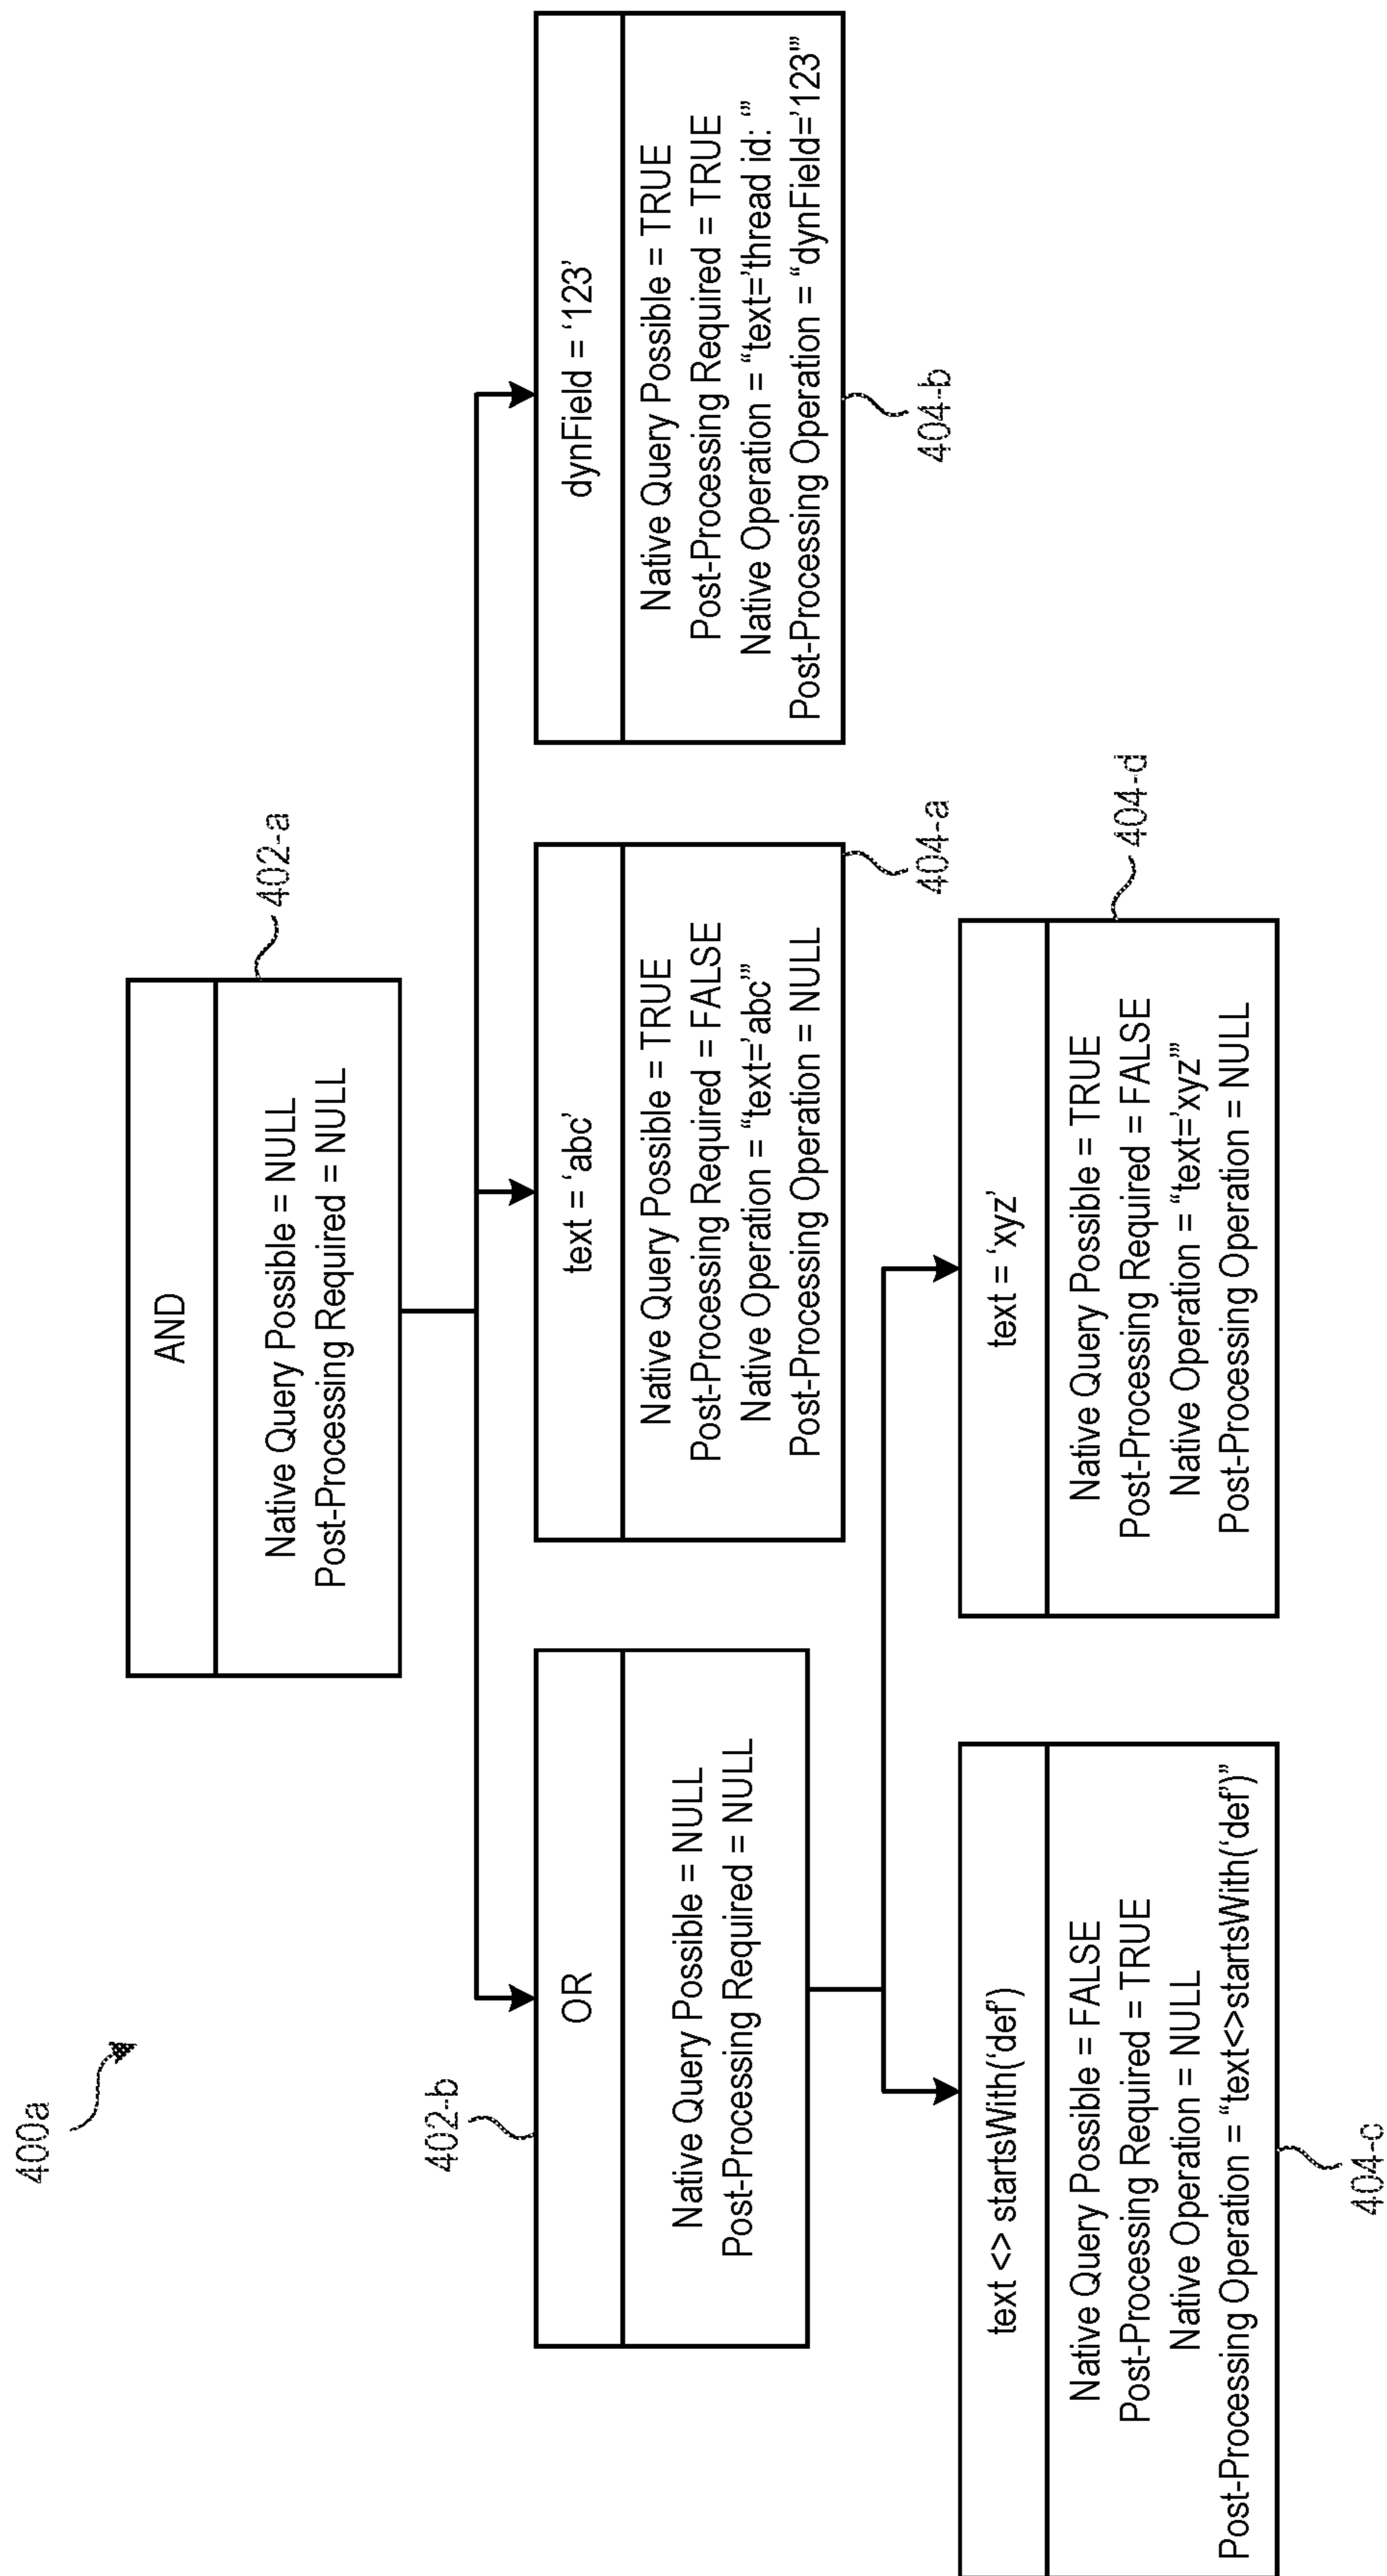 400a
AND
Native Query Possible = NULL
Post-Processing Required = NULL
402-a
402-b
OR
Native Query Possible = NULL
Post-Processing Required = NULL
text = ‘abc’
Native Query Possible = TRUE
Post-Processing Required = FALSE
Native Operation = “text=’abc’”
Post-Processing Operation = NULL
404-a
dynField = ‘123’
Native Query Possible = TRUE
Post-Processing Required = TRUE
Native Operation = “text=’thread id: ‘”
Post-Processing Operation = “dynField=’123’”
404-b
text <> startsWith(‘def’)
Native Query Possible = FALSE
Post-Processing Required = TRUE
Native Operation = NULL
Post-Processing Operation = “text<>startsWith(‘def’)”
404-c
text = ‘xyz’
Native Query Possible = TRUE
Post-Processing Required = FALSE
Native Operation = “text=’xyz’”
Post-Processing Operation = NULL
404-d